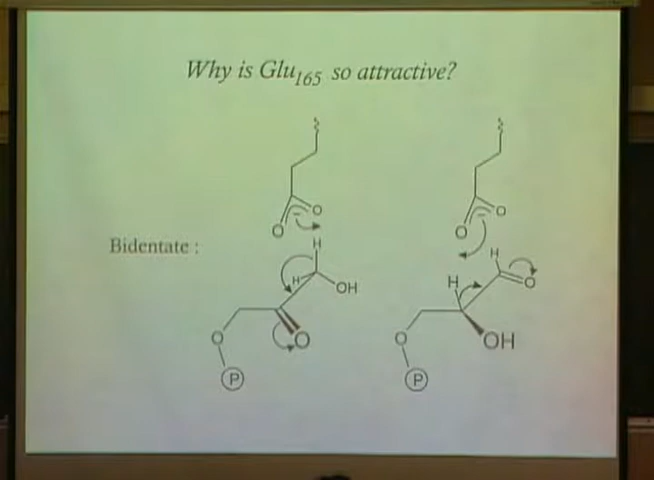 Why is Glu165 so attractive?
O O
O O
Bidentate :
H
H
OH
O
O
P
H
H
O
O
OH
P